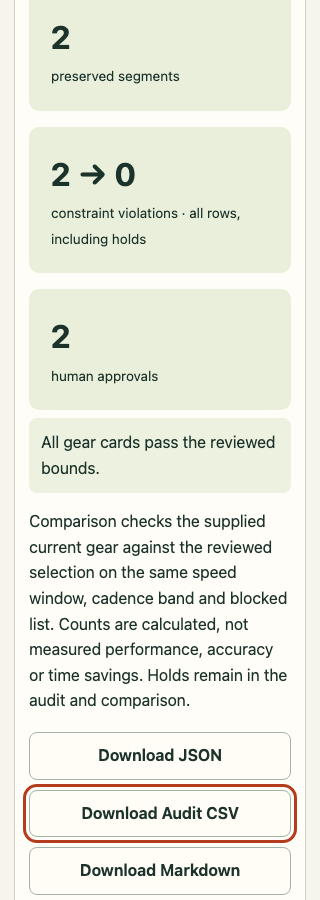 2
preserved segments
2 → 0
constraint violations · all rows,
including holds
2
human approvals
All gear cards pass the reviewed
bounds.
Comparison checks the supplied
current gear against the reviewed
selection on the same speed
window, cadence band and blocked
list. Counts are calculated, not
measured performance, accuracy
or time savings. Holds remain in the
audit and comparison.
Download JSON
Download Audit CSV
Download Markdown